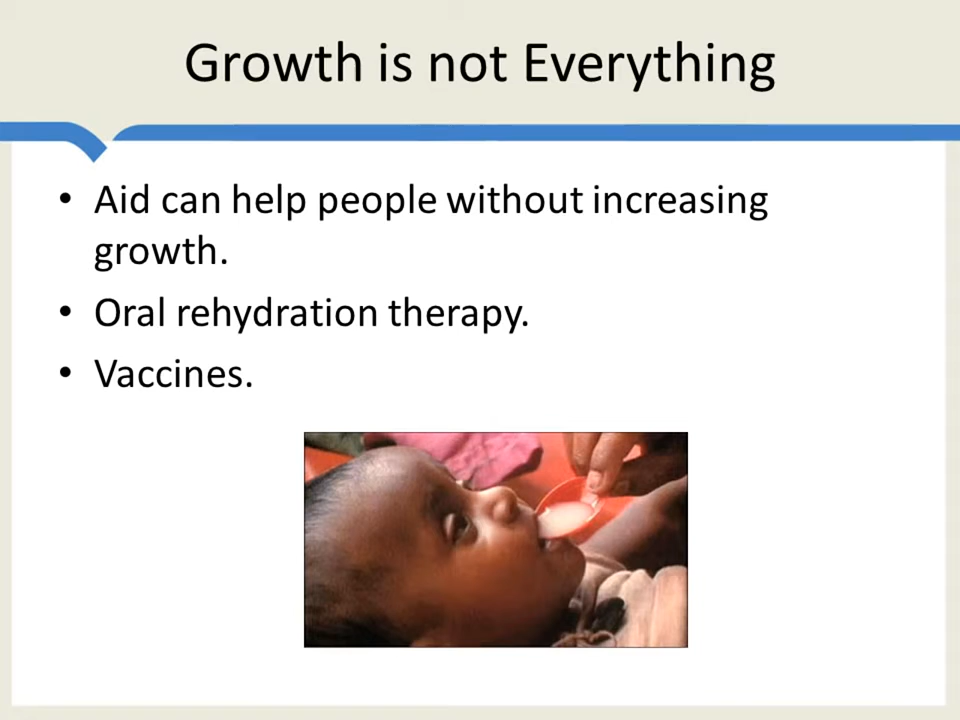 Growth is not Everything
• Aid can help people without increasing
growth.
• Oral rehydration therapy.
• Vaccines.